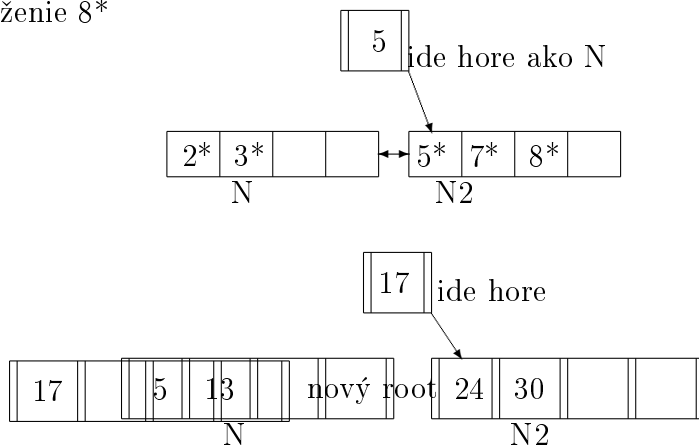 ženie 8*
5
ide hore ako N
2* 3* 5* 7* 8*
N N2
17
ide hore
17 5 13 nový root 24 30
N N2